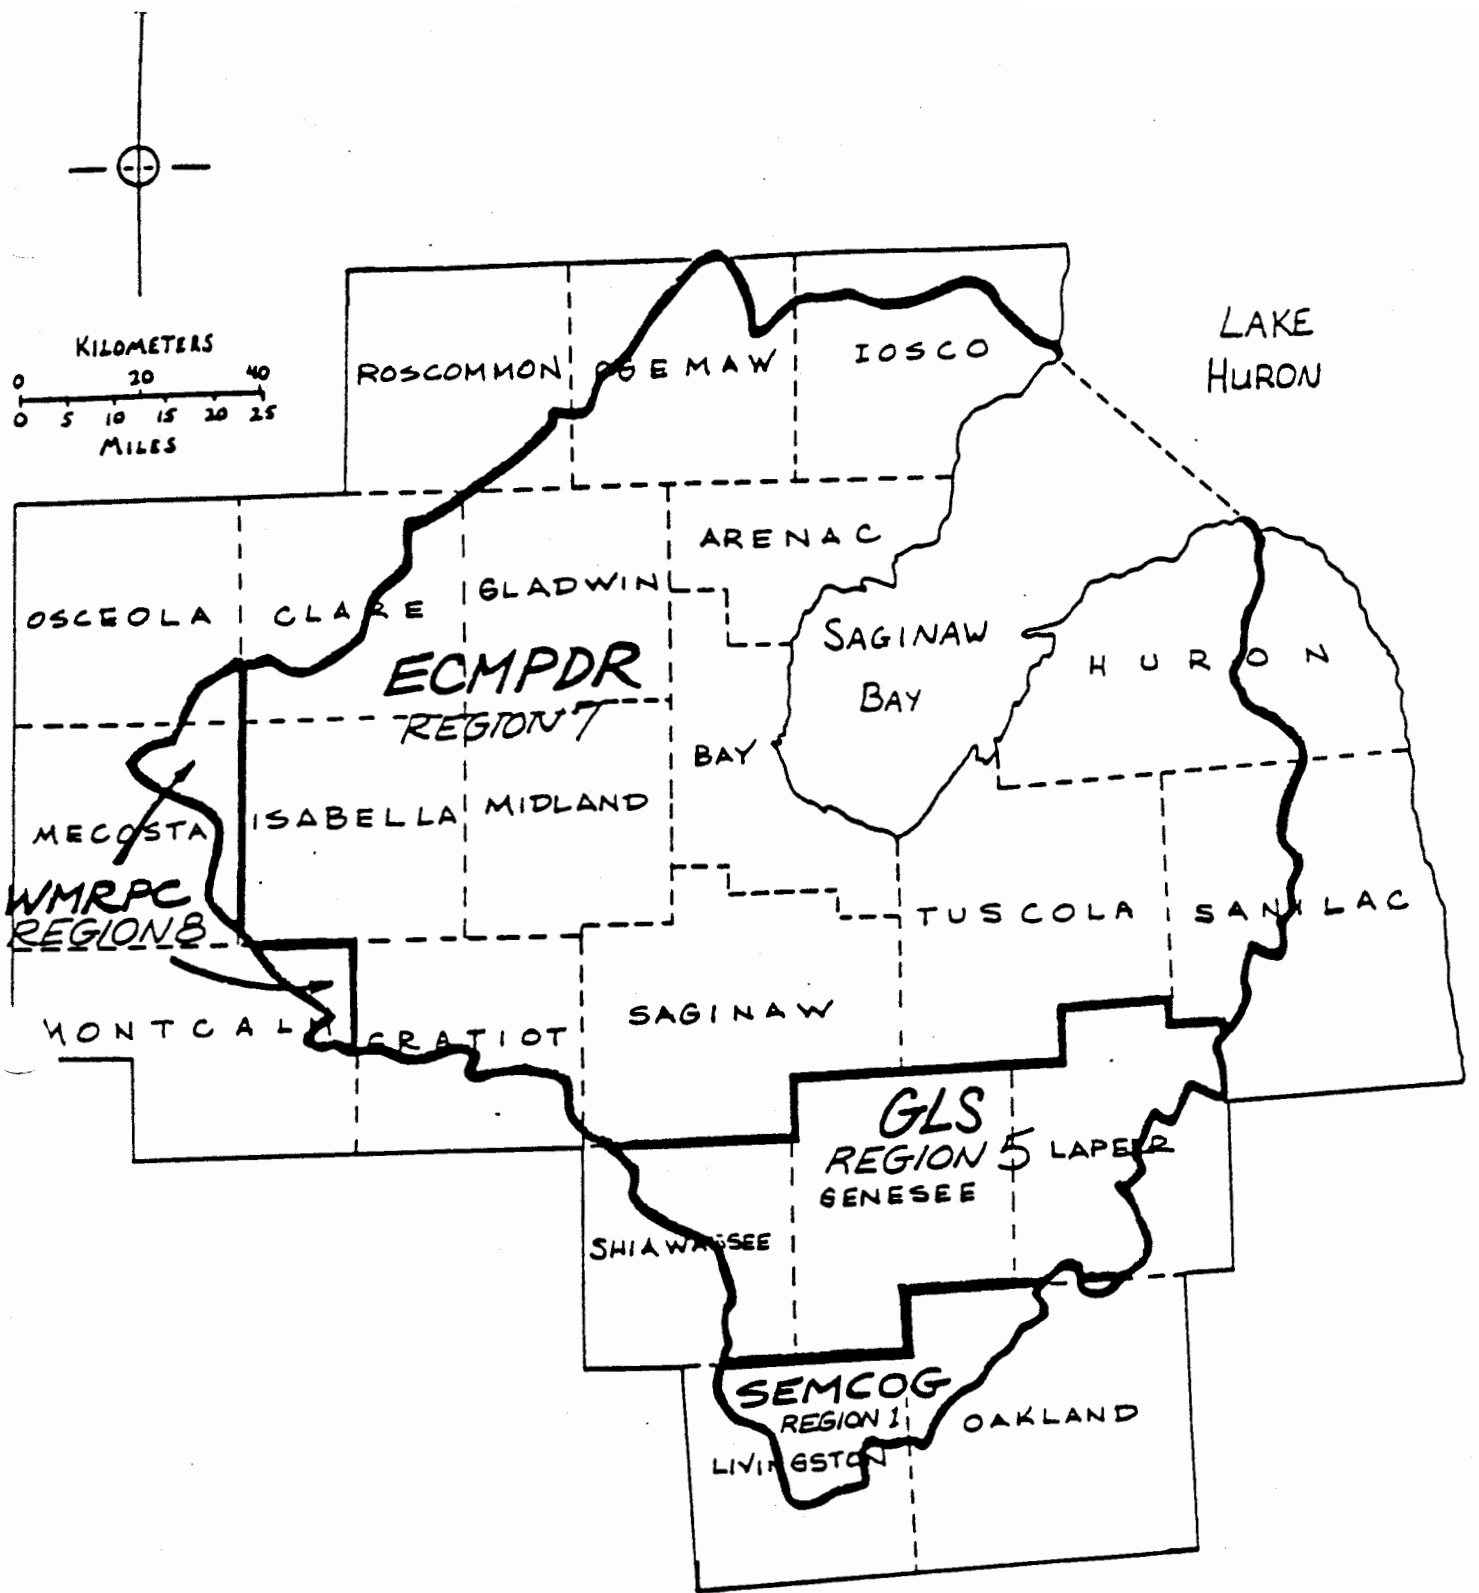 LAKE
HURON
KILOMETERS
0 20 40
0 5 10 15 20 25
MILES
ROSCOMMON
OGEMAW
IOSCO
ARENAC
OSCEOLA
CLARE
GLADWIN
SAGINAW
BAY
HURON
ECMPDR
REGION 7
BAY
MECOSTA
ISABELLA
MIDLAND
WMRPC
REGION 8
TUSCOLA
SANILAC
MONTCALM
GRATIOT
SAGINAW
GLS
REGION 5
LAPEER
GENESEE
SHIAWASSEE
SEMCOG
REGION 1
OAKLAND
LIVINGSTON